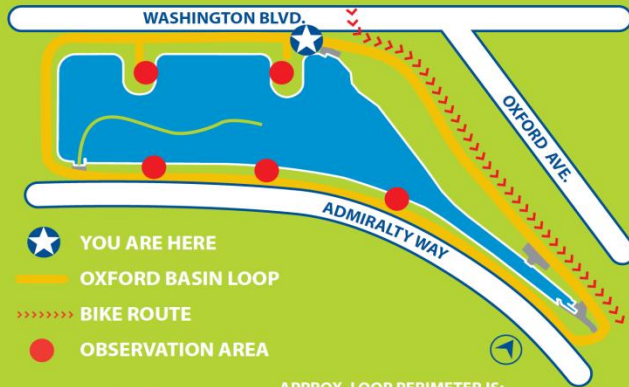 WASHINGTON BLVD.
OXFORD AVE.
ADMIRALTY WAY
YOU ARE HERE
OXFORD BASIN LOOP
BIKE ROUTE
OBSERVATION AREA
APPROX. LOOP PERIMETER IS: